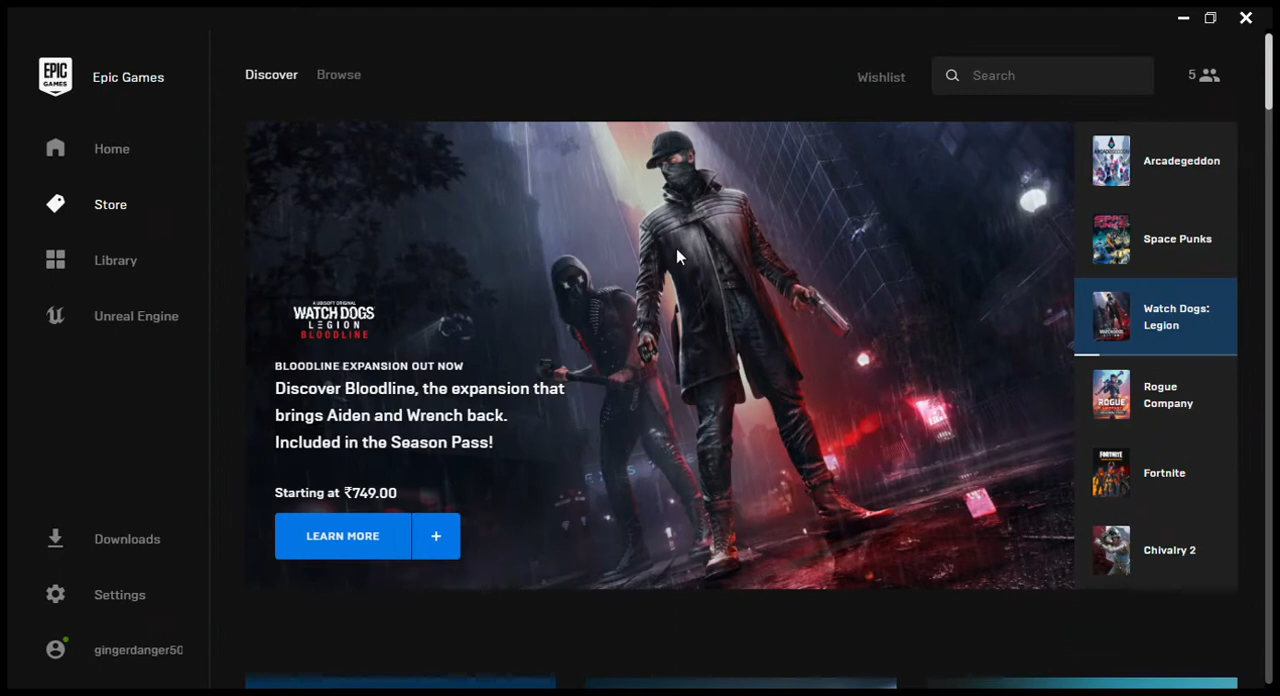 EPIC GAMES
Epic Games
Home
Store
Library
Unreal Engine
Downloads
Settings
gingerdanger50
Discover
Browse
Wishlist
Search
5
A UBISOFT ORIGINAL
WATCH DOGS
LEGION
BLOODLINE
BLOODLINE EXPANSION OUT NOW
Discover Bloodline, the expansion that
brings Aiden and Wrench back.
Included in the Season Pass!
Starting at ₹749.00
LEARN MORE
+
Arcadegeddon
Space Punks
Watch Dogs:
Legion
Rogue
Company
Fortnite
Chivalry 2